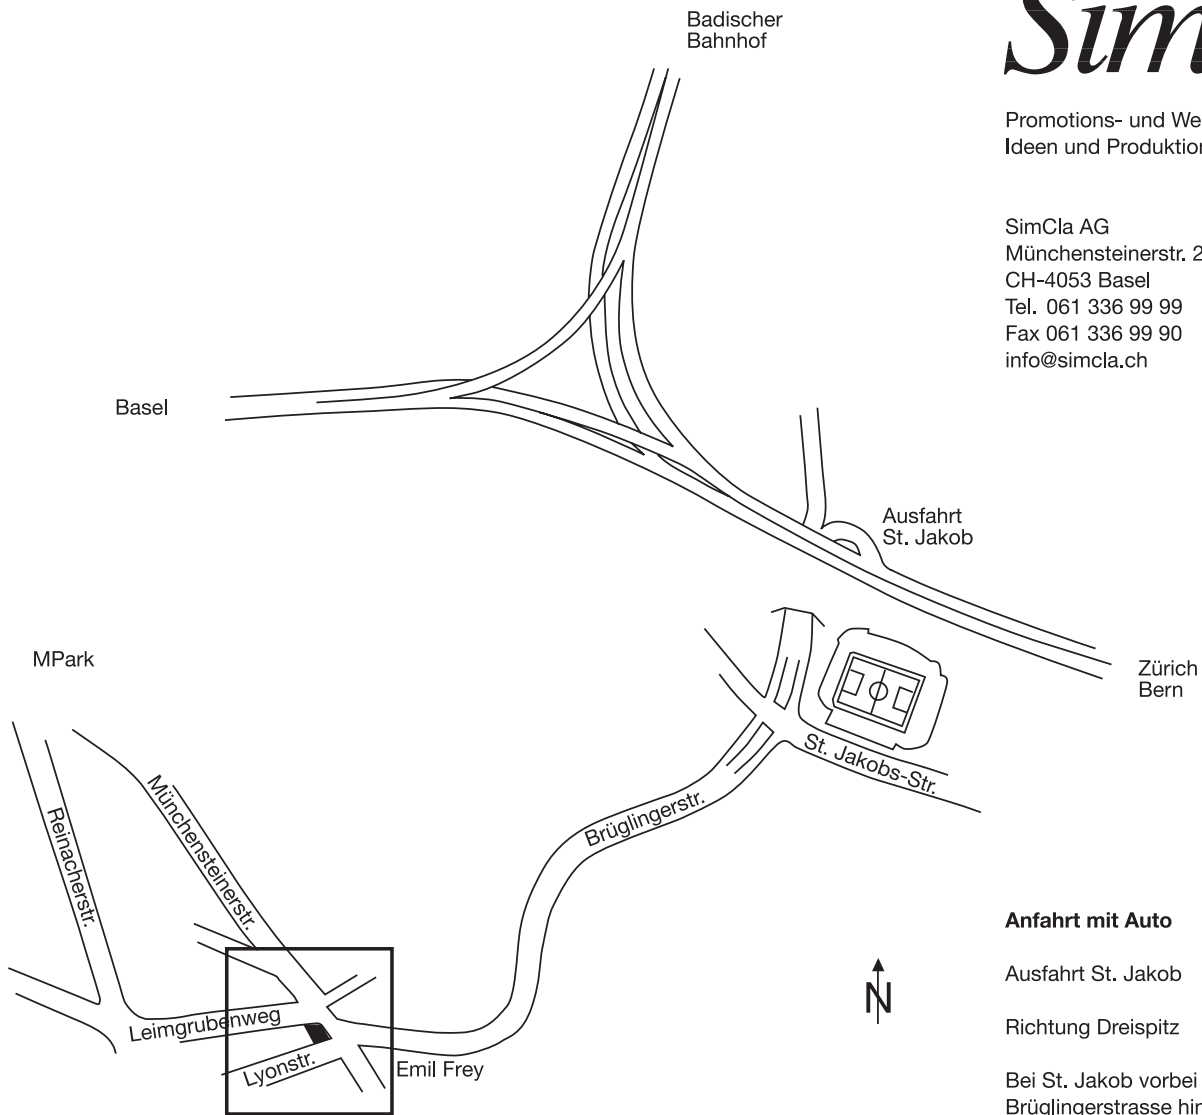 Badischer
Bahnhof
Sim
Promotions- und We
Ideen und Produktion
SimCla AG
Münchensteinerstr. 2
CH-4053 Basel
Tel. 061 336 99 99
Fax 061 336 99 90
info@simcla.ch
Basel
Ausfahrt
St. Jakob
MPark
Zürich
Bern
St. Jakobs-Str.
Brüglingerstr.
Münchensteinerstr.
Reinacherstr.
Leimgrubenweg
Lyonstr.
Emil Frey
N
Anfahrt mit Auto
Ausfahrt St. Jakob
Richtung Dreispitz
Bei St. Jakob vorbei
Brüglingerstrasse hin